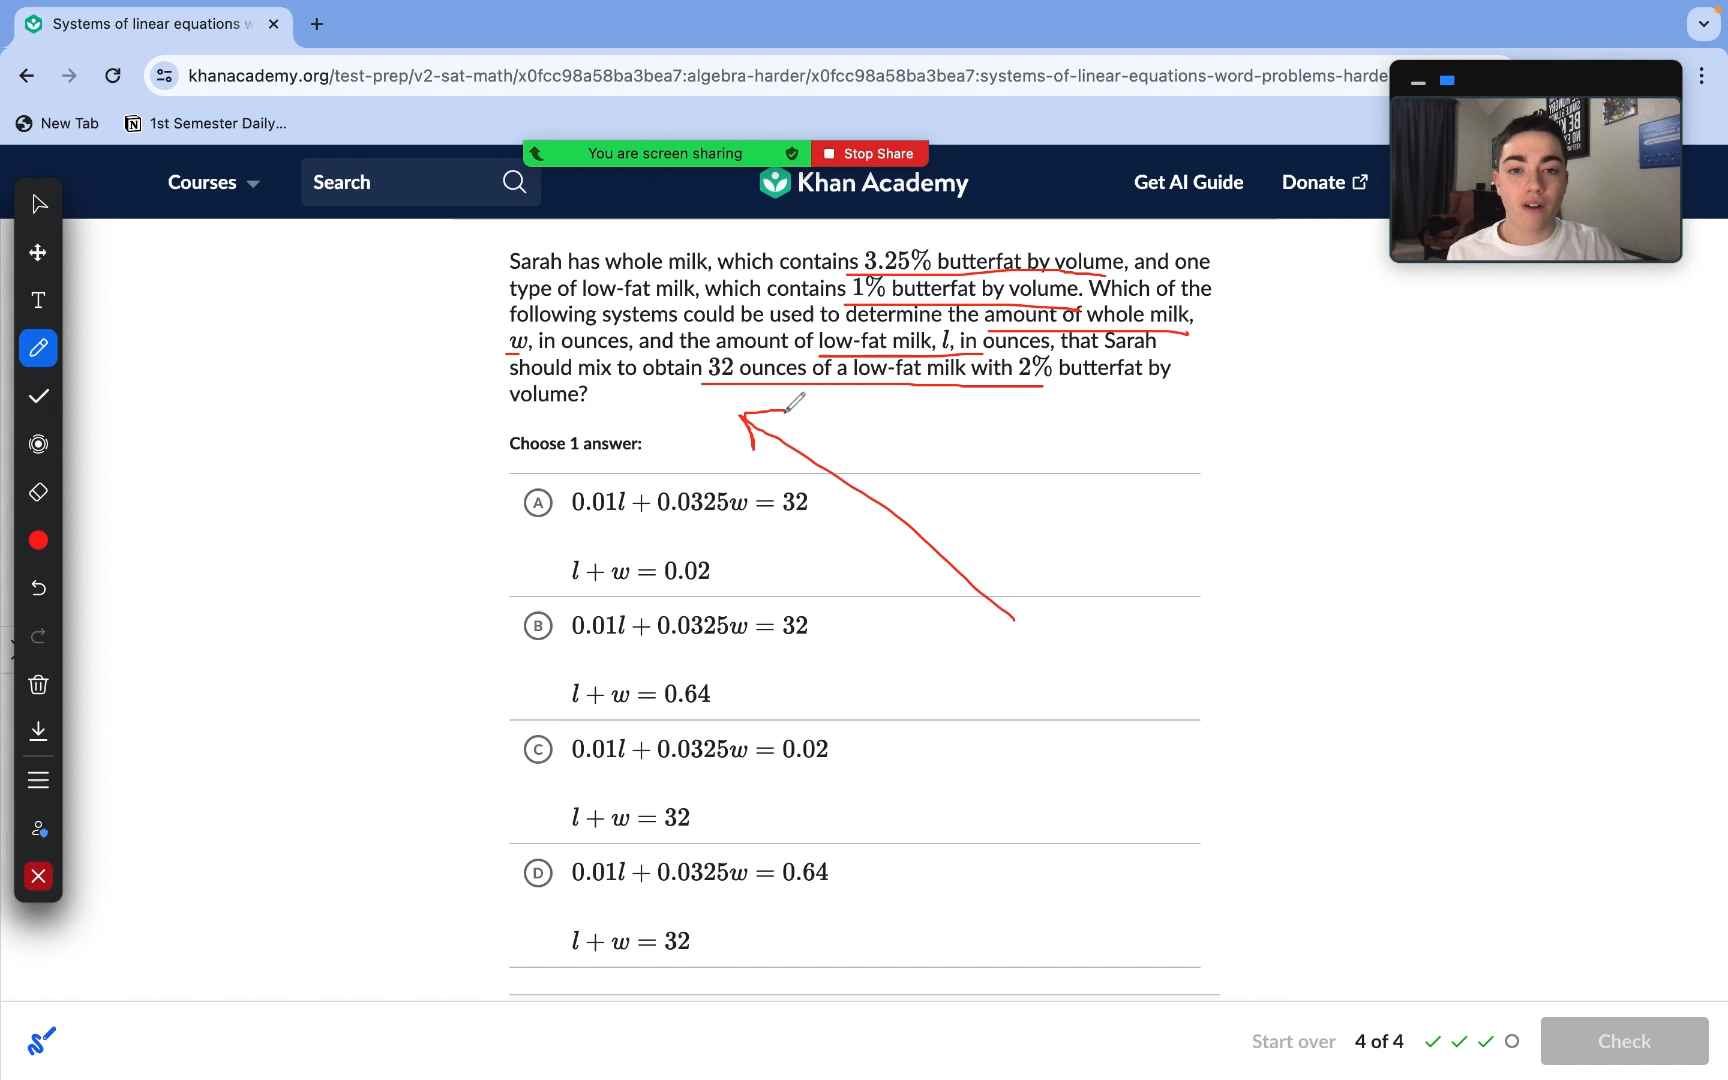 Systems of linear equations w
khanacademy.org/test-prep/v2-sat-math/x0fcc98a58ba3bea7:algebra-harder/x0fcc98a58ba3bea7:systems-of-linear-equations-word-problems-harde
New Tab
1st Semester Daily...
You are screen sharing
Stop Share
Courses
Search
Khan Academy
Get AI Guide
Donate
Sarah has whole milk, which contains 3.25% butterfat by volume, and one
type of low-fat milk, which contains 1% butterfat by volume. Which of the
following systems could be used to determine the amount of whole milk,
w, in ounces, and the amount of low-fat milk, l, in ounces, that Sarah
should mix to obtain 32 ounces of a low-fat milk with 2% butterfat by
volume?
Choose 1 answer:
A 0.01l + 0.0325w = 32
l + w = 0.02
B 0.01l + 0.0325w = 32
l + w = 0.64
C 0.01l + 0.0325w = 0.02
l + w = 32
D 0.01l + 0.0325w = 0.64
l + w = 32
Start over
4 of 4
Check